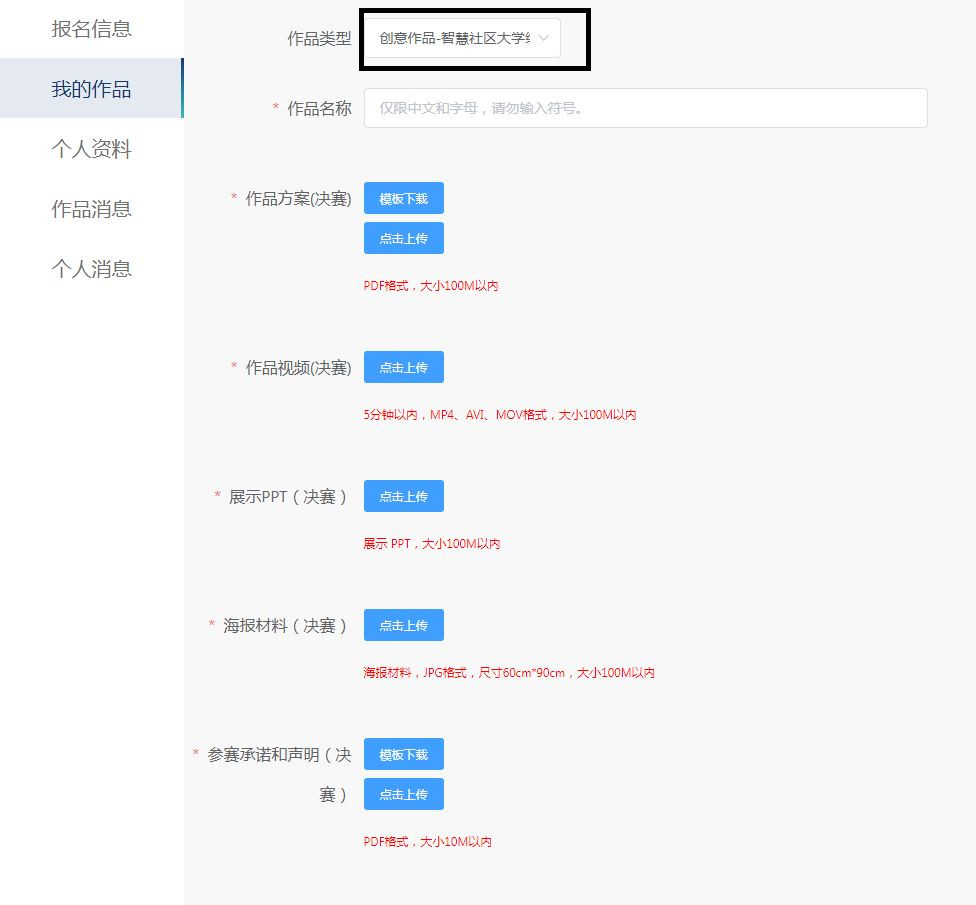 报名信息
我的作品
个人资料
作品消息
个人消息
作品类型
创意作品-智慧社区大学
* 作品名称
仅限中文和字母，请勿输入符号。
* 作品方案(决赛)
模板下载
点击上传
PDF格式，大小100M以内
* 作品视频(决赛)
点击上传
5分钟以内，MP4、AVI、MOV格式，大小100M以内
* 展示PPT（决赛）
点击上传
展示 PPT，大小100M以内
* 海报材料（决赛）
点击上传
海报材料，JPG格式，尺寸60cm*90cm，大小100M以内
* 参赛承诺和声明（决
赛）
模板下载
点击上传
PDF格式，大小10M以内